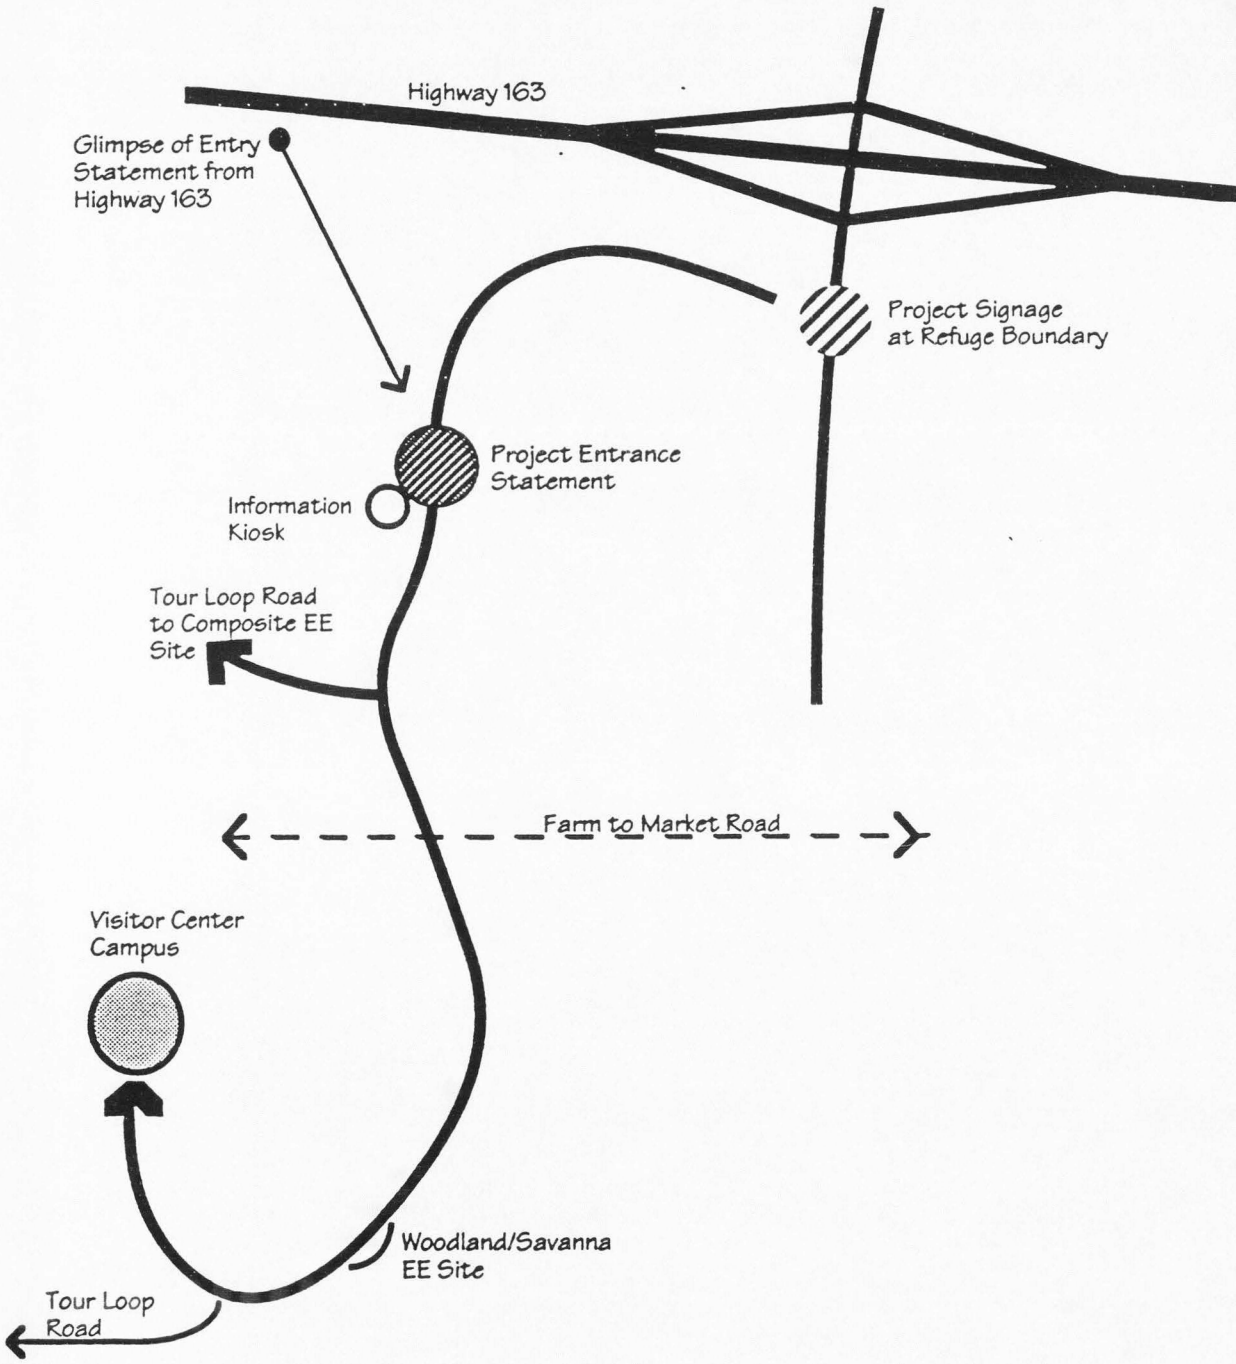 Highway 163
Glimpse of Entry
Statement from
Highway 163
Project Signage
at Refuge Boundary
Project Entrance
Statement
Information
Kiosk
Tour Loop Road
to Composite EE
Site
Farm to Market Road
Visitor Center
Campus
Woodland/Savanna
EE Site
Tour Loop
Road